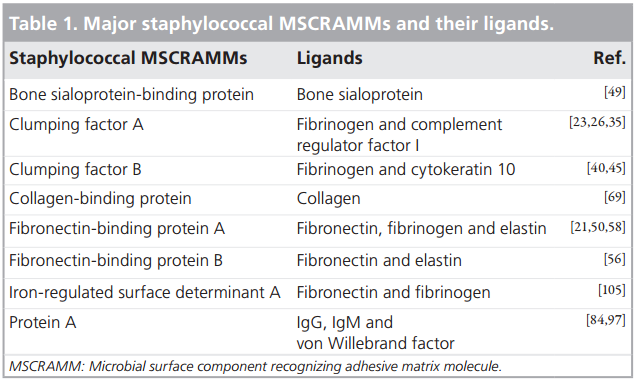 Table 1. Major staphylococcal MSCRAMMs and their ligands.
Staphylococcal MSCRAMMs Ligands Ref.
Bone sialoprotein-binding protein Bone sialoprotein [49]
Clumping factor A Fibrinogen and complement [23,26,35]
regulator factor I
Clumping factor B Fibrinogen and cytokeratin 10 [40,45]
Collagen-binding protein Collagen [69]
Fibronectin-binding protein A Fibronectin, fibrinogen and elastin [21,50,58]
Fibronectin-binding protein B Fibronectin and elastin [56]
Iron-regulated surface determinant A Fibronectin and fibrinogen [105]
Protein A IgG, IgM and [84,97]
von Willebrand factor
MSCRAMM: Microbial surface component recognizing adhesive matrix molecule.